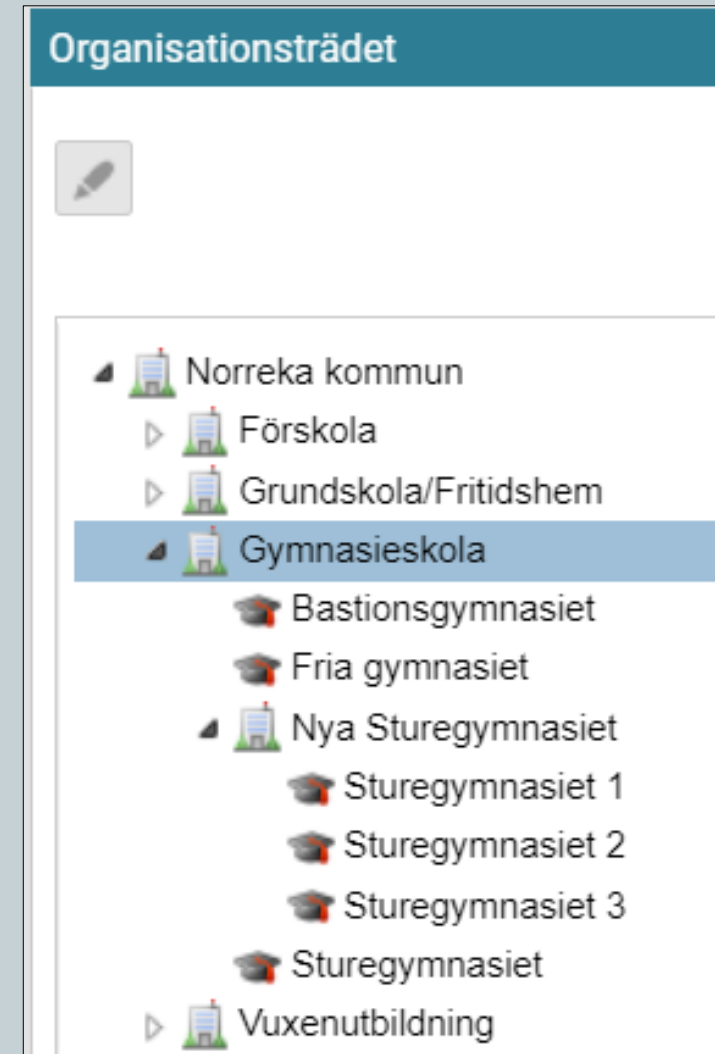 Organisationsträdet
Norreka kommun
Förskola
Grundskola/Fritidshem
Gymnasieskola
Bastionsgymnasiet
Fria gymnasiet
Nya Sturegymnasiet
Sturegymnasiet 1
Sturegymnasiet 2
Sturegymnasiet 3
Sturegymnasiet
Vuxenutbildning